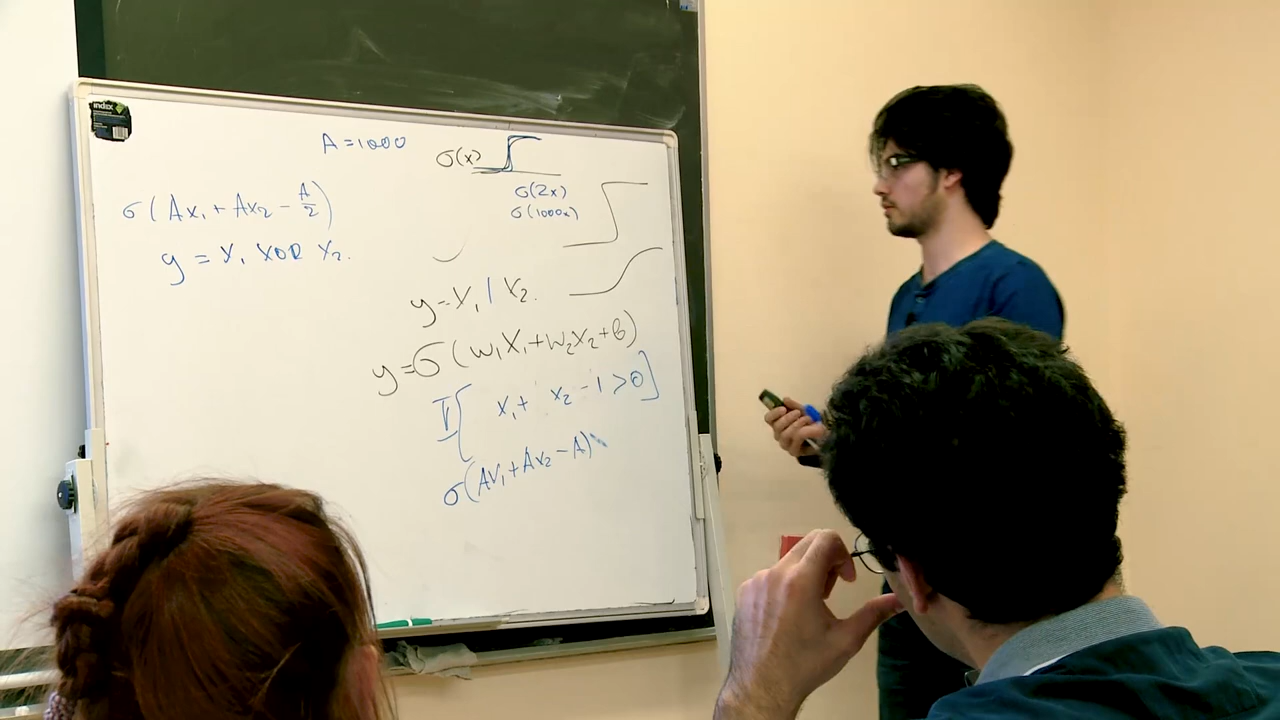 index
A = 1000
σ(x)
σ(2x)
σ(1000x)
σ(Ax₁ + Ax₂ - A/2)
y = x₁ XOR x₂.
y = x₁ | x₂.
y = σ(w₁x₁ + w₂x₂ + b)
I[ x₁ + x₂ - 1 > 0 ]
σ(Ax₁ + Ax₂ - A)